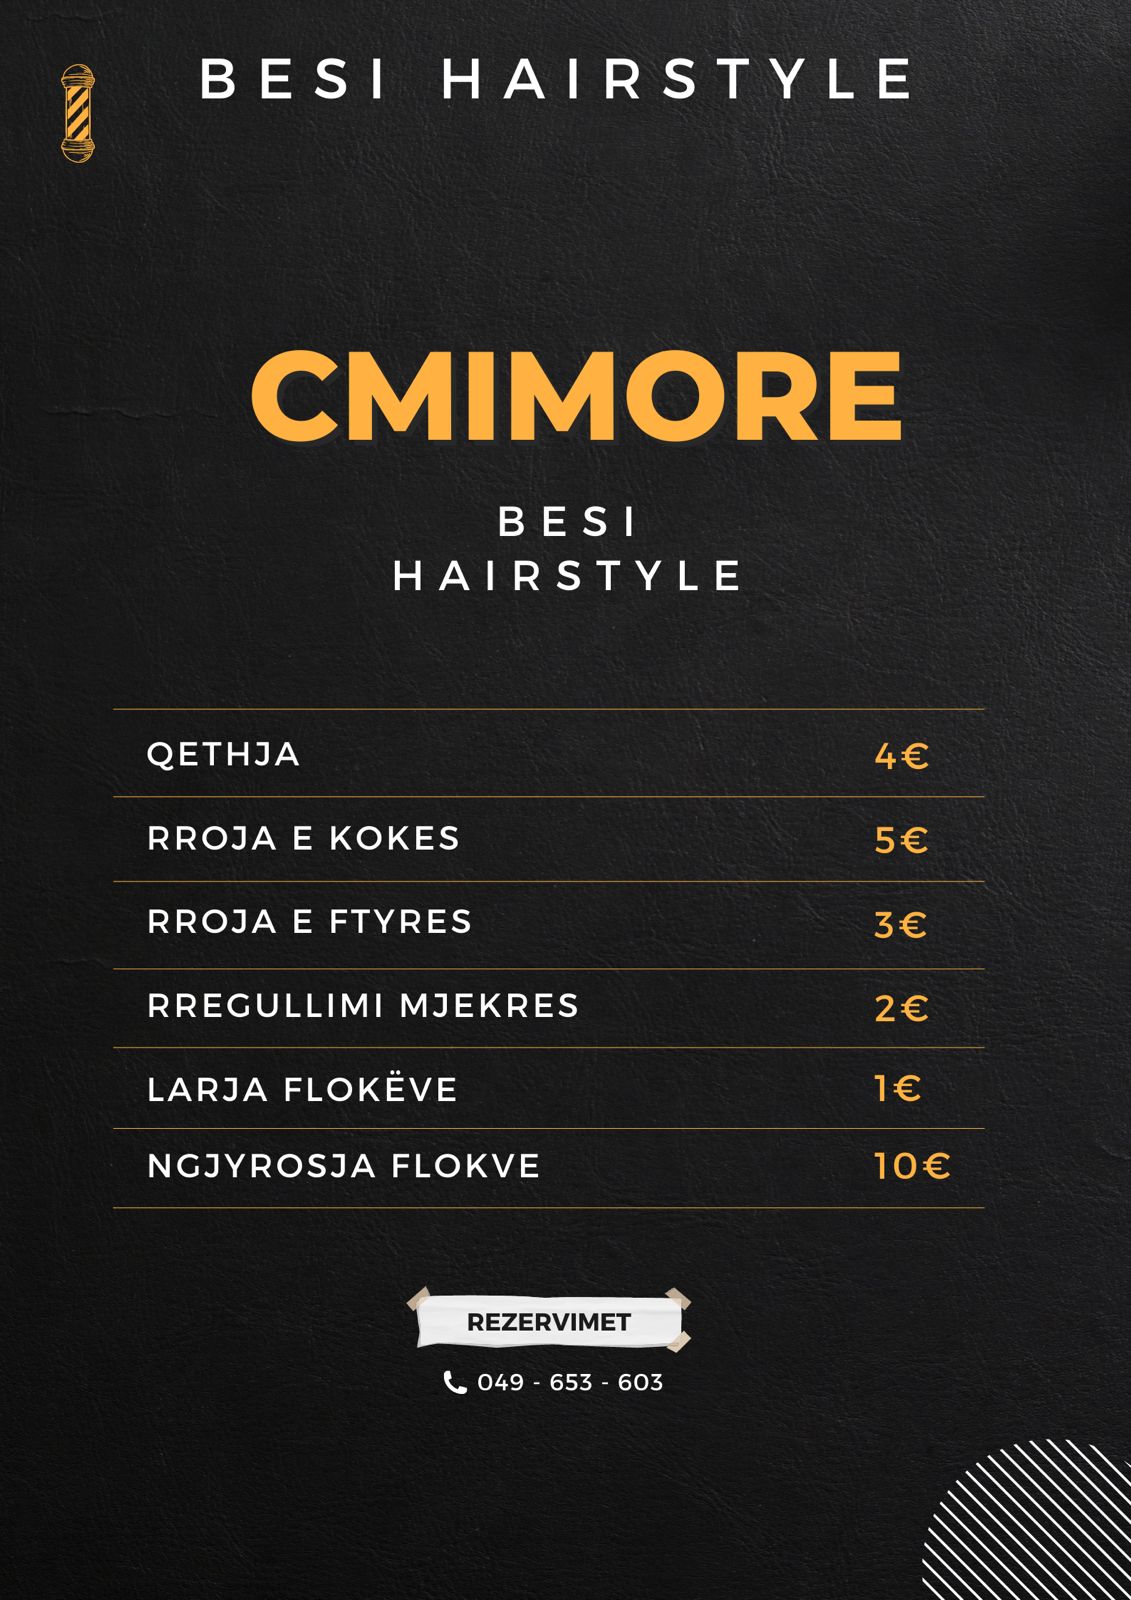 BESI HAIRSTYLE
CMIMORE
BESI
HAIRSTYLE
QETHJA 4€
RROJA E KOKES 5€
RROJA E FTYRES 3€
RREGULLIMI MJEKRES 2€
LARJA FLOKËVE 1€
NGJYROSJA FLOKVE 10€
REZERVIMET
049 - 653 - 603